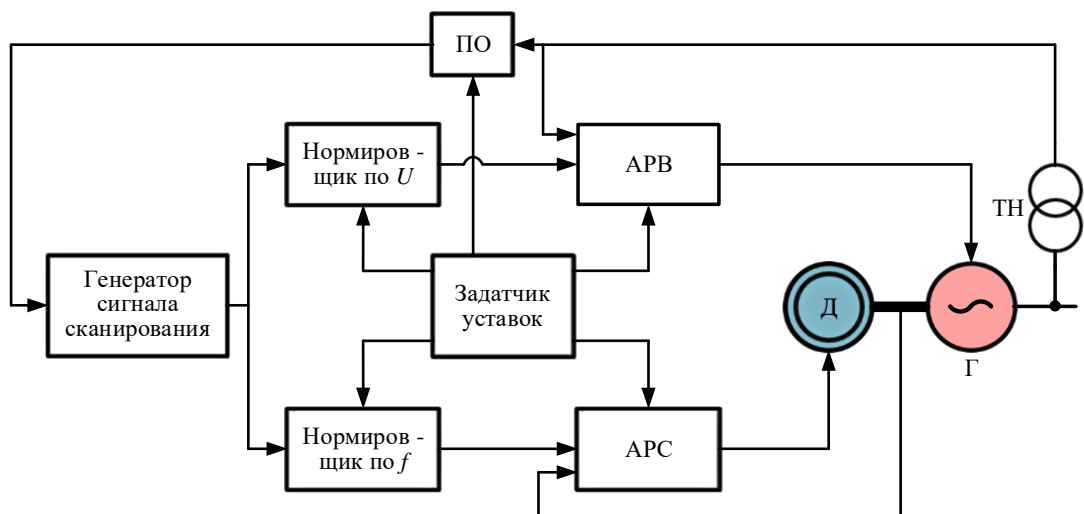 ПО
Нормиров -
щик по U
АРВ
ТН
Генератор
сигнала
сканирования
Задатчик
уставок
Д
Г
Нормиров -
щик по f
АРС